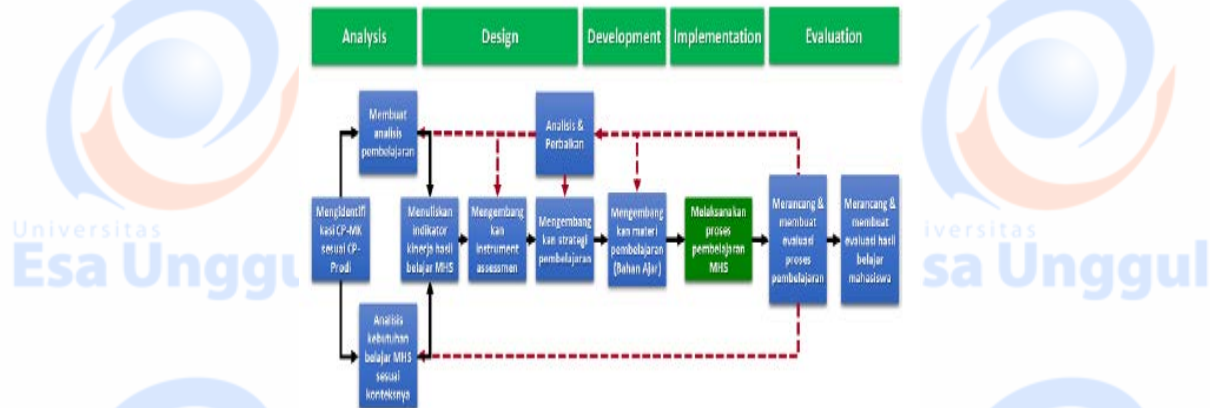 Analysis
Design
Development
Implementation
Evaluation
Membuat
analisis
pembelajaran
Analisis &
Perbaikan
Mengidentifi
kasi CP-MK
sesuai CP-
Prodi
Menuliskan
indikator
kinerja hasil
belajar MHS
Mengembang
kan
instrument
assessmen
Mengembang
kan strategi
pembelajaran
Mengembang
kan materi
pembelajaran
(Bahan Ajar)
Melaksanakan
proses
pembelajaran
MHS
Merancang &
membuat
evaluasi
proses
pembelajaran
Merancang &
membuat
evaluasi hasil
belajar
mahasiswa
Analisis
kebutuhan
belajar MHS
sesuai
konteksnya
Universitas
Esa Unggul
iversitas
sa Unggul